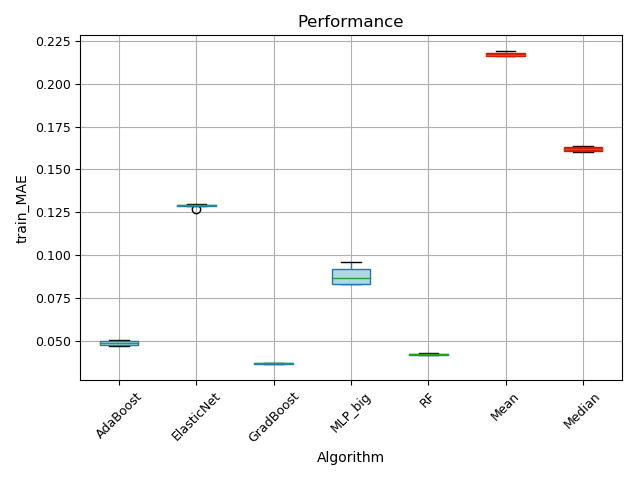 Performance
0.225
0.200
0.175
0.150
0.125
0.100
0.075
0.050
train_MAE
AdaBoost
ElasticNet
GradBoost
MLP_big
RF
Mean
Median
Algorithm